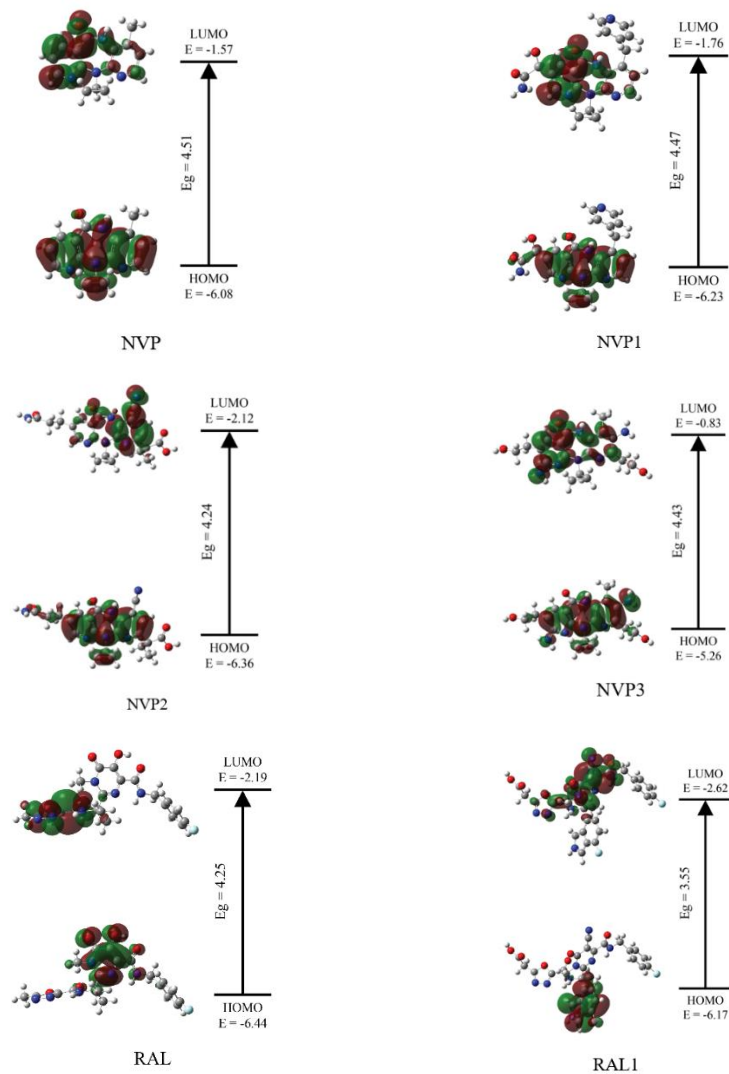 LUMO
E = -1.57
Eg = 4.51
HOMO
E = -6.08
NVP
LUMO
E = -1.76
Eg = 4.47
HOMO
E = -6.23
NVP1
LUMO
E = -2.12
Eg = 4.24
HOMO
E = -6.36
NVP2
LUMO
E = -0.83
Eg = 4.43
HOMO
E = -5.26
NVP3
LUMO
E = -2.19
Eg = 4.25
HOMO
E = -6.44
RAL
LUMO
E = -2.62
Eg = 3.55
HOMO
E = -6.17
RAL1